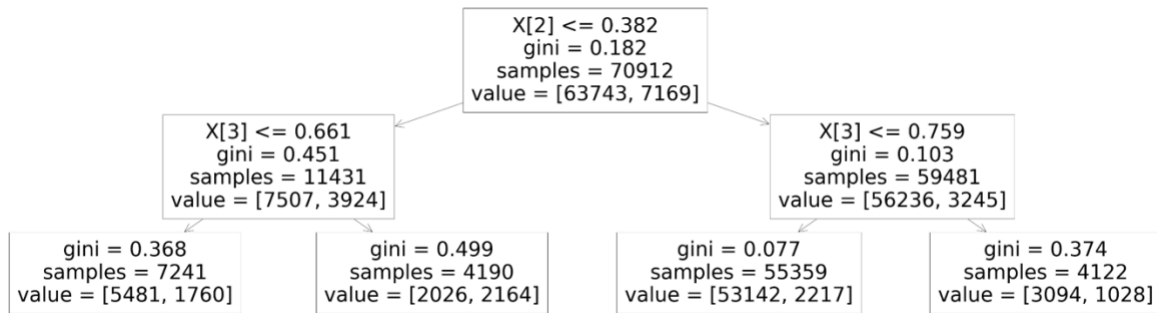 X[2] <= 0.382
gini = 0.182
samples = 70912
value = [63743, 7169]
X[3] <= 0.661
gini = 0.451
samples = 11431
value = [7507, 3924]
X[3] <= 0.759
gini = 0.103
samples = 59481
value = [56236, 3245]
gini = 0.368
samples = 7241
value = [5481, 1760]
gini = 0.499
samples = 4190
value = [2026, 2164]
gini = 0.077
samples = 55359
value = [53142, 2217]
gini = 0.374
samples = 4122
value = [3094, 1028]